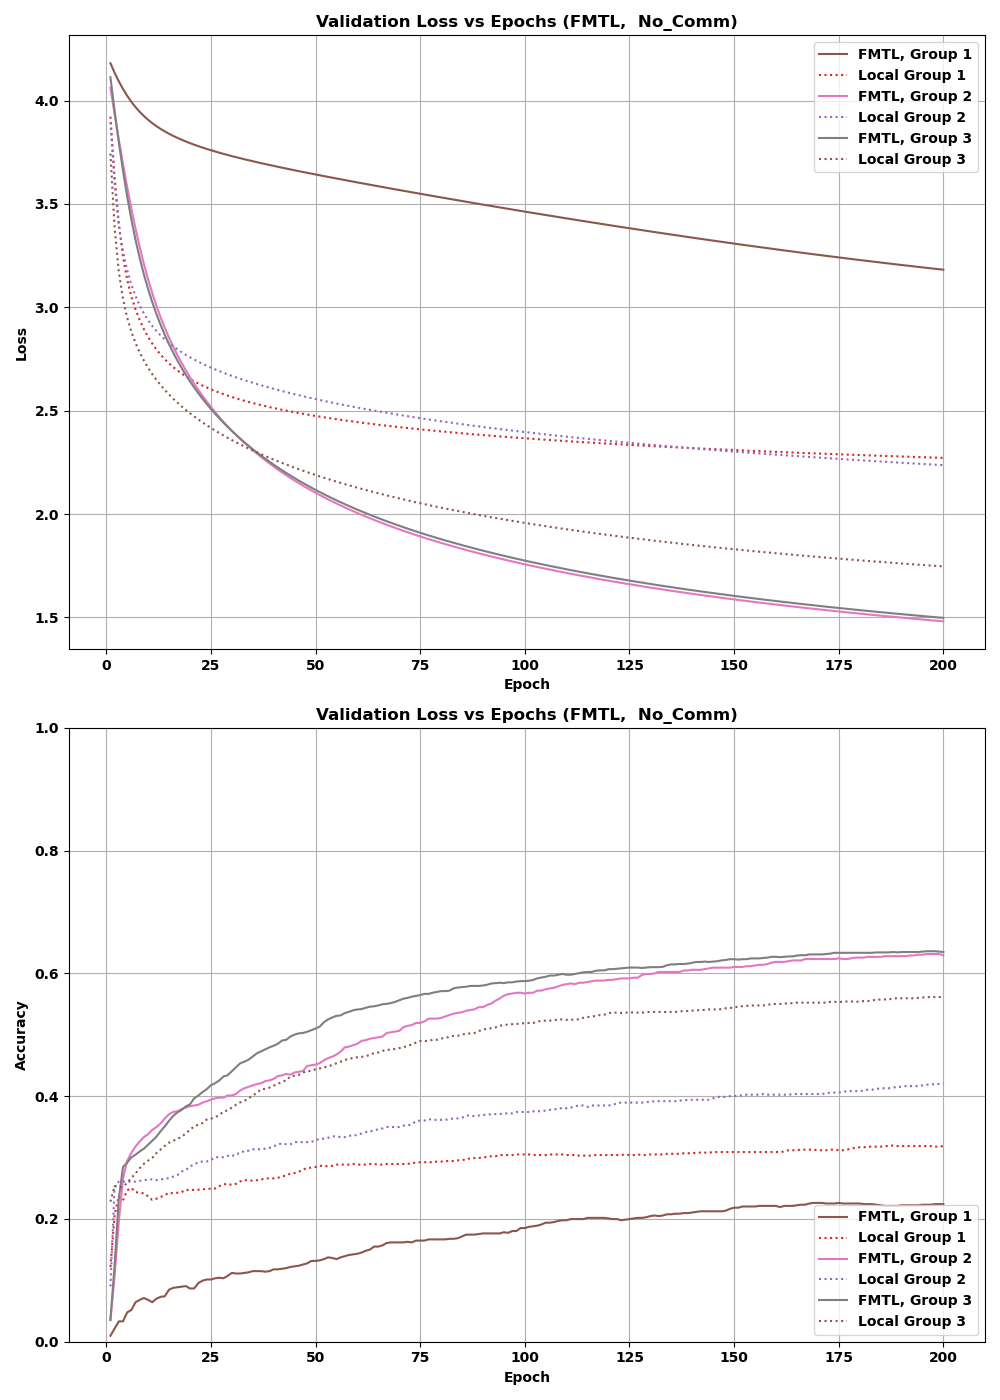 Validation Loss vs Epochs (FMTL,  No_Comm)
FMTL, Group 1
Local Group 1
FMTL, Group 2
Local Group 2
FMTL, Group 3
Local Group 3
4.0
3.5
3.0
2.5
2.0
1.5
Loss
0 25 50 75 100 125 150 175 200
Epoch
Validation Loss vs Epochs (FMTL,  No_Comm)
1.0
0.8
0.6
0.4
0.2
0.0
Accuracy
FMTL, Group 1
Local Group 1
FMTL, Group 2
Local Group 2
FMTL, Group 3
Local Group 3
0 25 50 75 100 125 150 175 200
Epoch